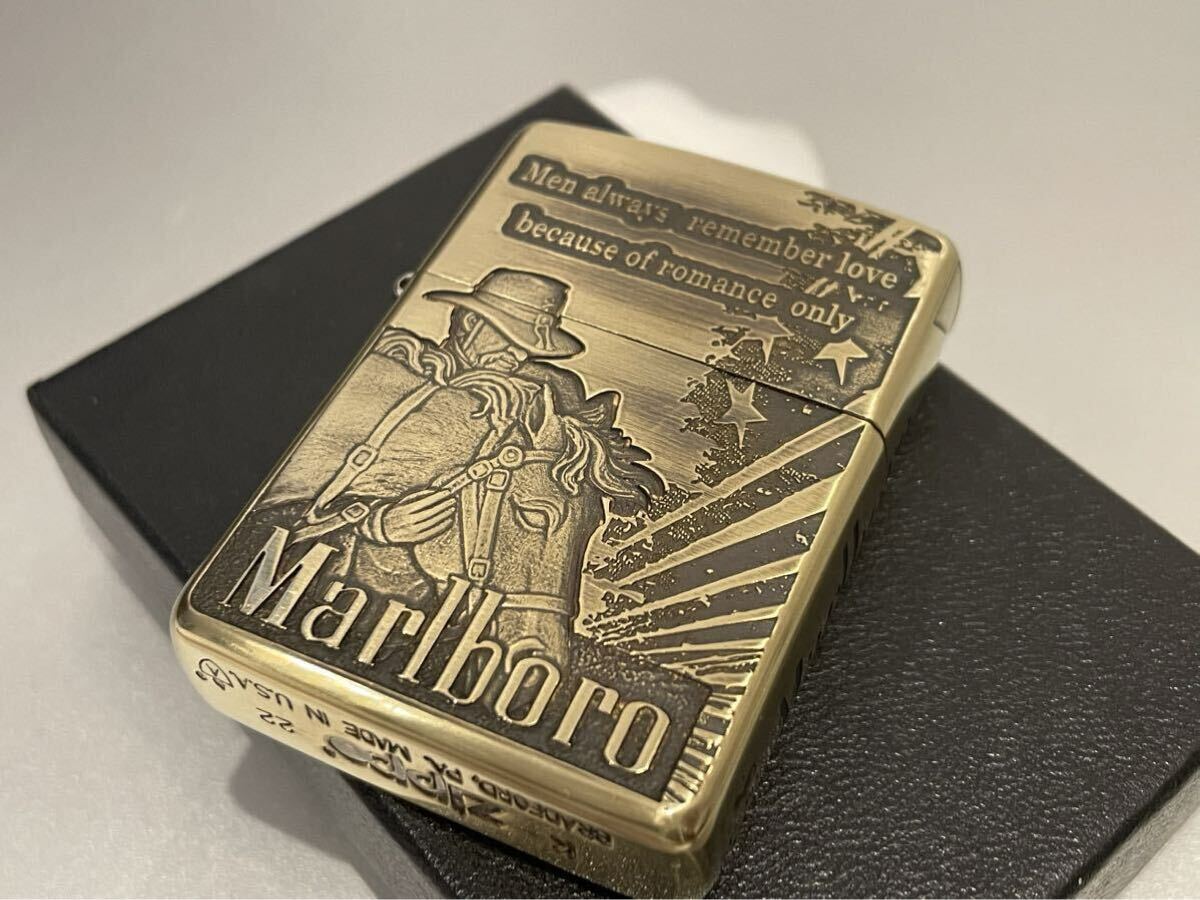 Men always remember love
because of romance only
Marlboro
22
ZIPPO
BRADFORD, PA. MADE IN U.S.A.